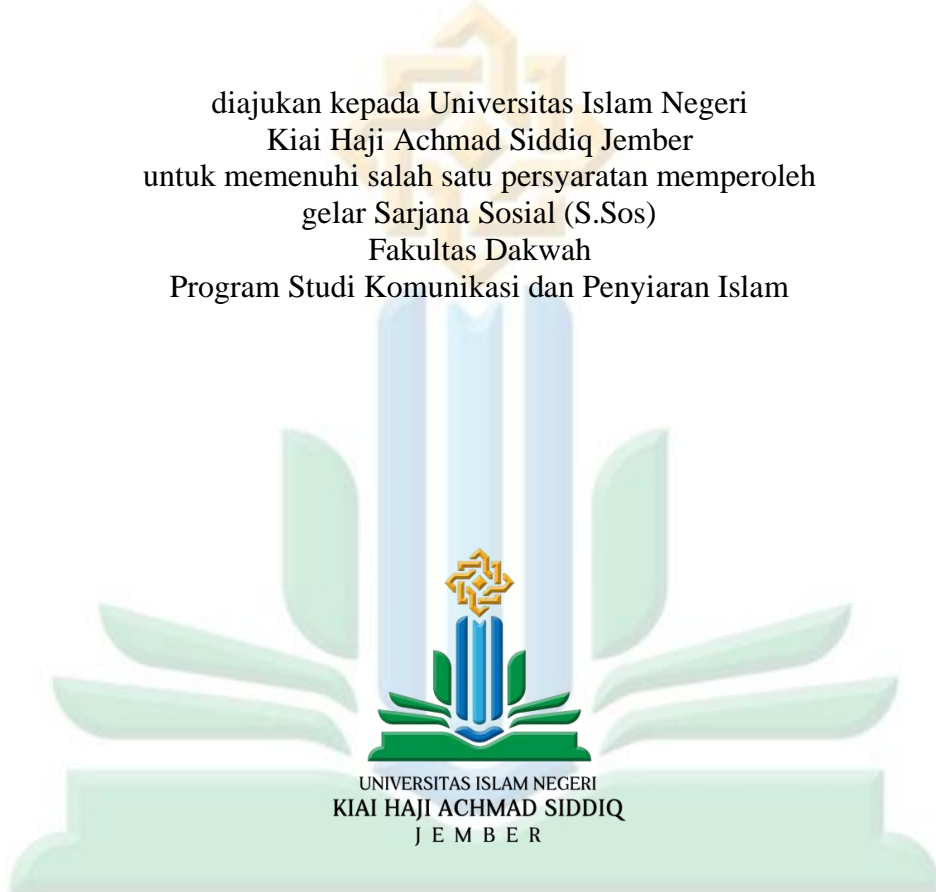 diajukan kepada Universitas Islam Negeri
Kiai Haji Achmad Siddiq Jember
untuk memenuhi salah satu persyaratan memperoleh
gelar Sarjana Sosial (S.Sos)
Fakultas Dakwah
Program Studi Komunikasi dan Penyiaran Islam
UNIVERSITAS ISLAM NEGERI
KIAI HAJI ACHMAD SIDDIQ
JEMBER